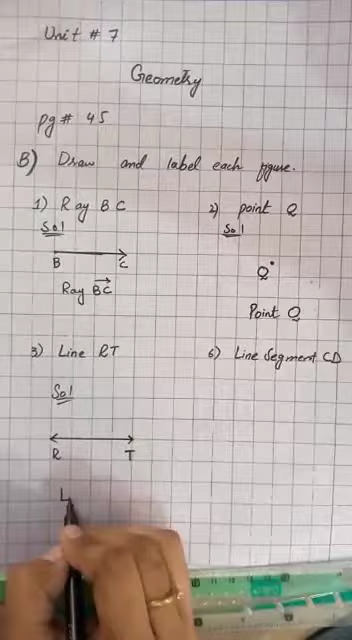 Unit # 7
Geometry
Pg # 45
B) Draw and label each figure.
1) Ray BC
Sol
B C
Ray BC
2) point Q
Sol
Q
Point Q
3) Line RT
Sol
R T
L
6) Line Segment CD